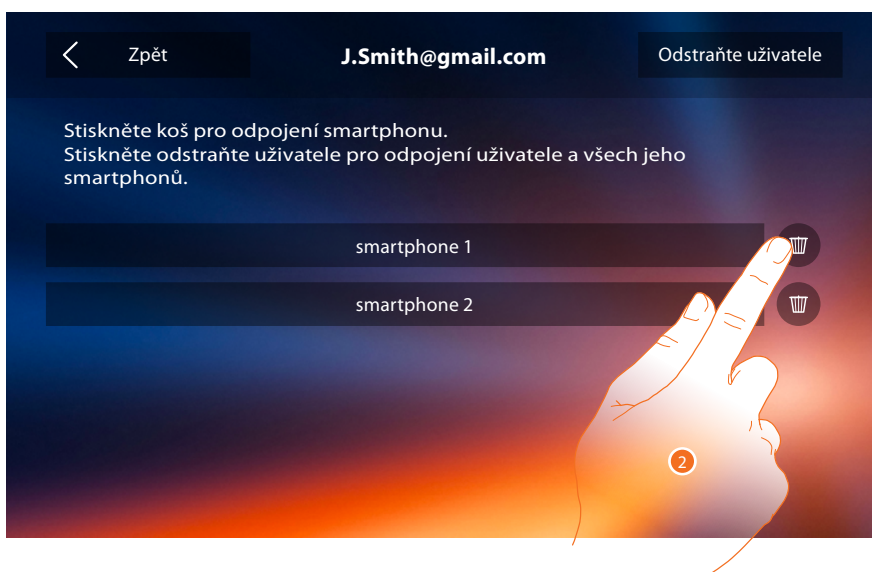 Zpět
J.Smith@gmail.com
Odstraňte uživatele
Stiskněte koš pro odpojení smartphonu.
Stiskněte odstraňte uživatele pro odpojení uživatele a všech jeho
smartphonů.
smartphone 1
smartphone 2
2